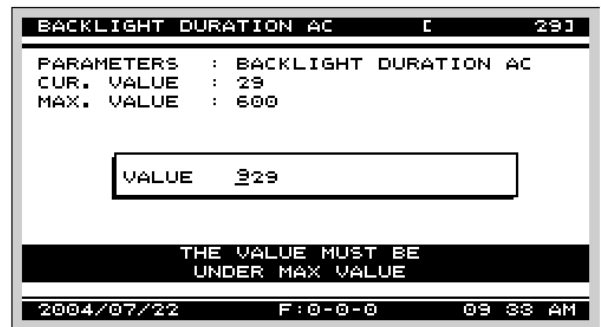 BACKLIGHT DURATION AC [ 29]
PARAMETERS : BACKLIGHT DURATION AC
CUR. VALUE : 29
MAX. VALUE : 600
VALUE 929
THE VALUE MUST BE
UNDER MAX VALUE
2004/07/22 F:0-0-0 09 33 AM